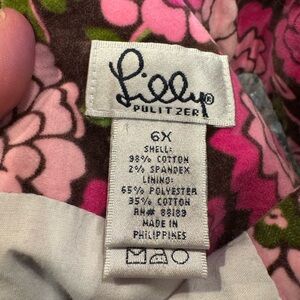 Lilly®
PULITZER
6X
SHELL:
98% COTTON
2% SPANDEX
LINING:
65% POLYESTER
35% COTTON
RN# 88189
MADE IN
PHILIPPINES